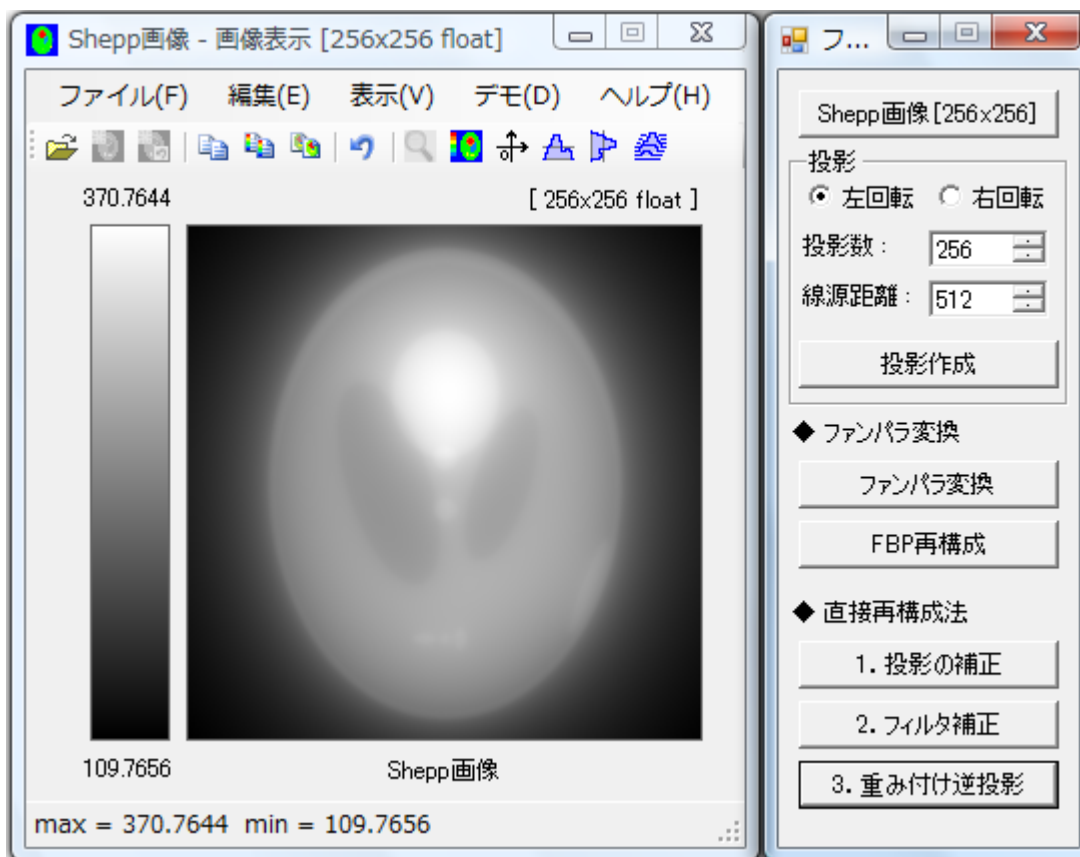 Shepp画像 - 画像表示 [256x256 float]
ファイル(F) 編集(E) 表示(V) デモ(D) ヘルプ(H)
370.7644
[ 256x256 float ]
109.7656
Shepp画像
max = 370.7644 min = 109.7656
フ...
Shepp画像[256x256]
投影
左回転 右回転
投影数 : 256
線源距離 : 512
投影作成
◆ ファンパラ変換
ファンパラ変換
FBP再構成
◆ 直接再構成法
1. 投影の補正
2. フィルタ補正
3. 重み付け逆投影